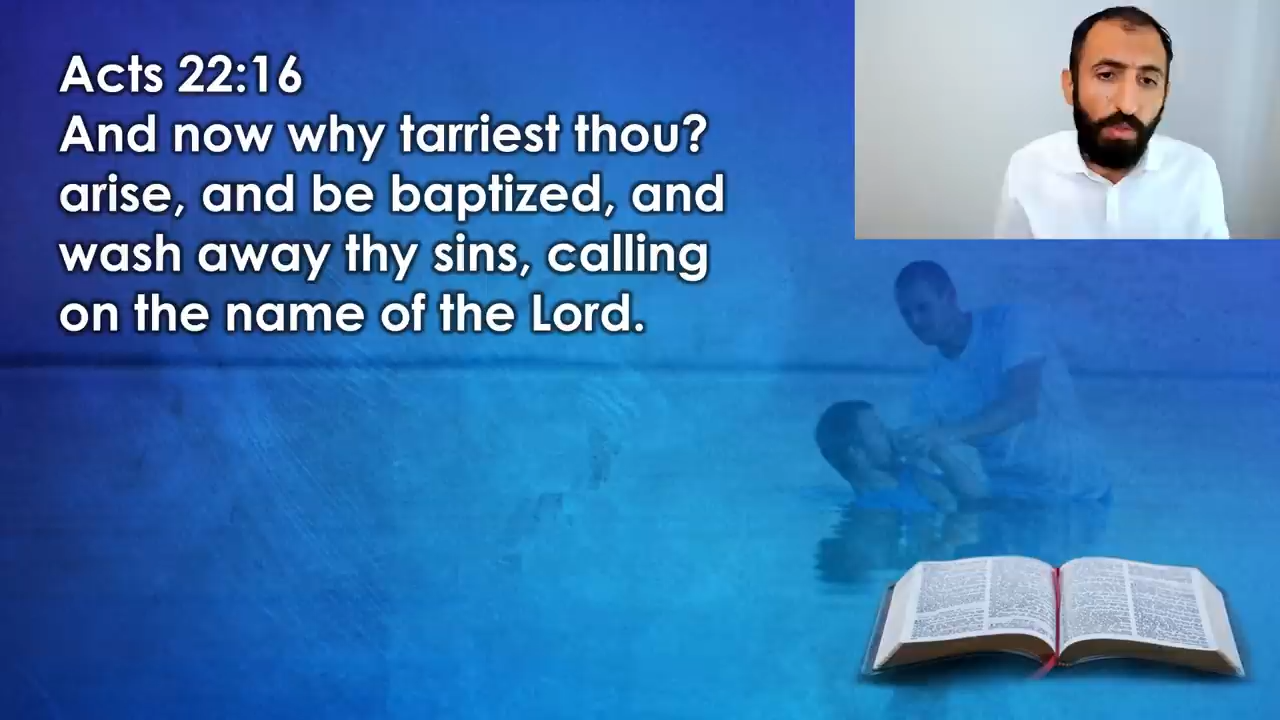 Acts 22:16
And now why tarriest thou?
arise, and be baptized, and
wash away thy sins, calling
on the name of the Lord.